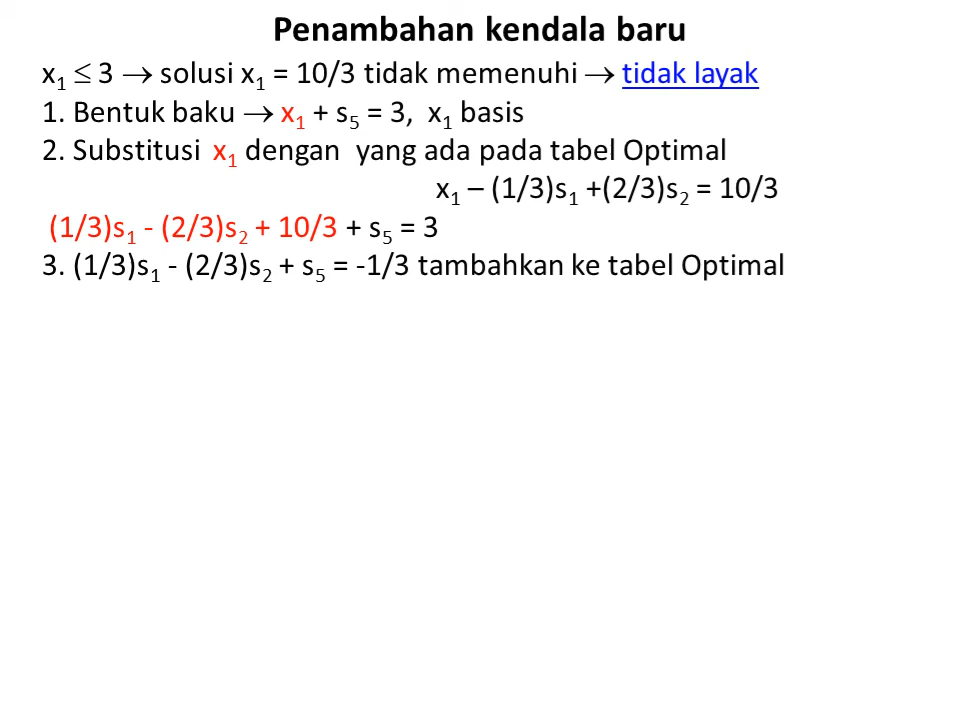 Penambahan kendala baru
x₁ ≤ 3 → solusi x₁ = 10/3 tidak memenuhi → tidak layak
1. Bentuk baku → x₁ + s₅ = 3, x₁ basis
2. Substitusi x₁ dengan yang ada pada tabel Optimal
x₁ – (1/3)s₁ +(2/3)s₂ = 10/3
(1/3)s₁ - (2/3)s₂ + 10/3 + s₅ = 3
3. (1/3)s₁ - (2/3)s₂ + s₅ = -1/3 tambahkan ke tabel Optimal